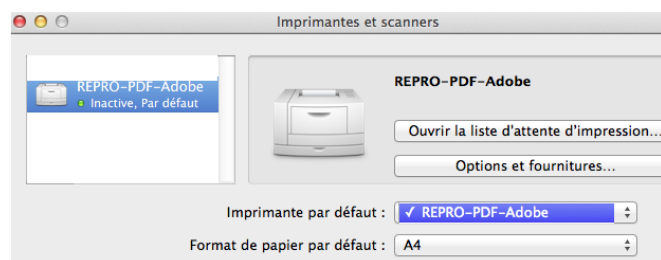 Imprimantes et scanners
REPRO-PDF-Adobe
Inactive, Par défaut
REPRO-PDF-Adobe
Ouvrir la liste d'attente d'impression...
Options et fournitures...
Imprimante par défaut : ✓ REPRO-PDF-Adobe
Format de papier par défaut : A4